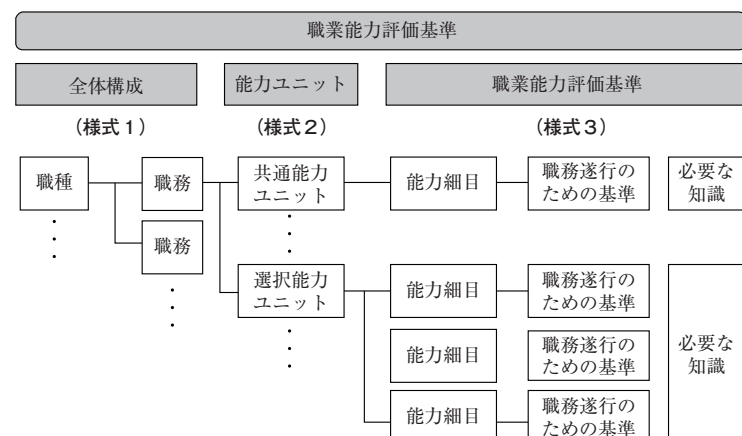 職業能力評価基準
全体構成
能力ユニット
職業能力評価基準
(様式1)
(様式2)
(様式3)
職種
職務
共通能力
ユニット
能力細目
職務遂行の
ための基準
必要な
知識
職務
選択能力
ユニット
能力細目
職務遂行の
ための基準
能力細目
職務遂行の
ための基準
必要な
知識
能力細目
職務遂行の
ための基準